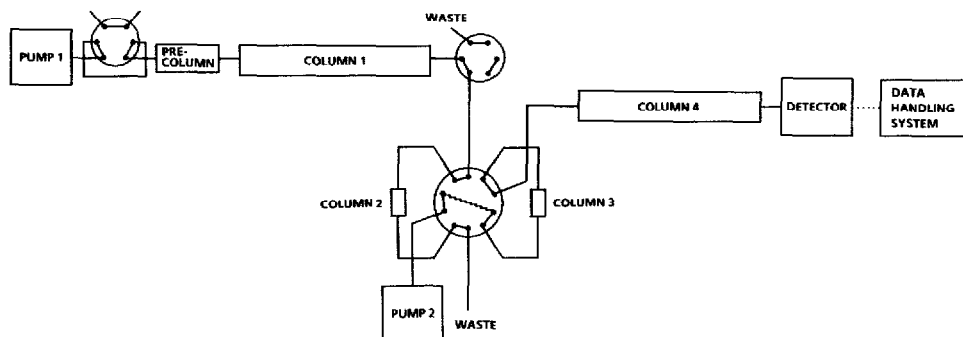 WASTE
PUMP 1
PRE-
COLUMN
COLUMN 1
COLUMN 4
DETECTOR
DATA
HANDLING
SYSTEM
COLUMN 2
COLUMN 3
PUMP 2
WASTE